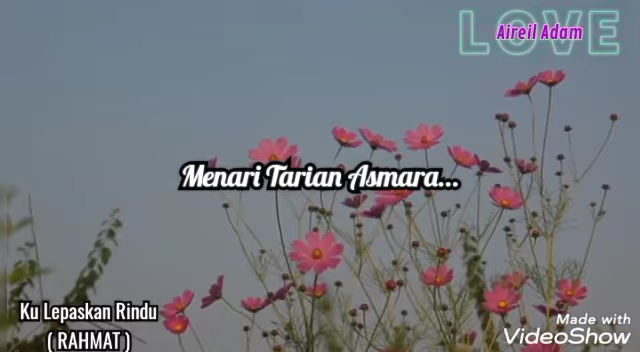 LOVE
Aireil Adam
Menari Tarian Asmara...
Ku Lepaskan Rindu
( RAHMAT )
Made with
VideoShow